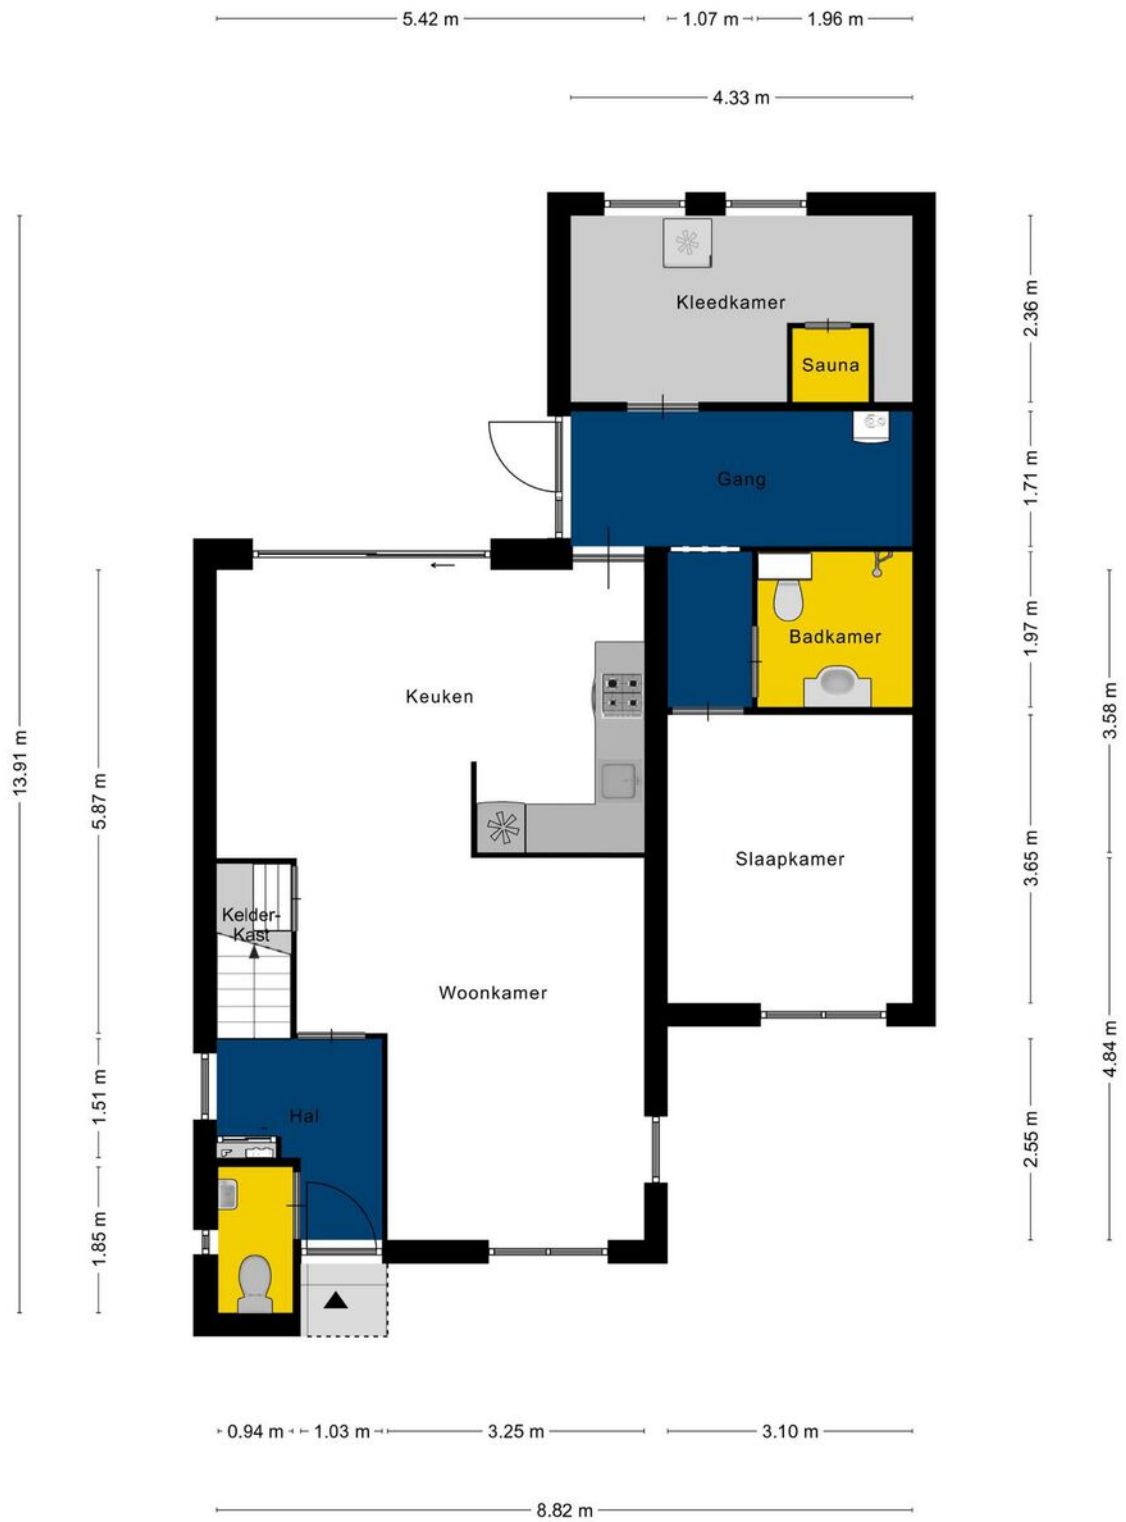 5.42 m
1.07 m
1.96 m
4.33 m
Kleedkamer
Sauna
2.36 m
Gang
1.71 m
Badkamer
1.97 m
Keuken
3.58 m
13.91 m
5.87 m
Slaapkamer
3.65 m
Kelder-
Kast
Woonkamer
4.84 m
Hal
1.51 m
2.55 m
1.85 m
0.94 m
1.03 m
3.25 m
3.10 m
8.82 m